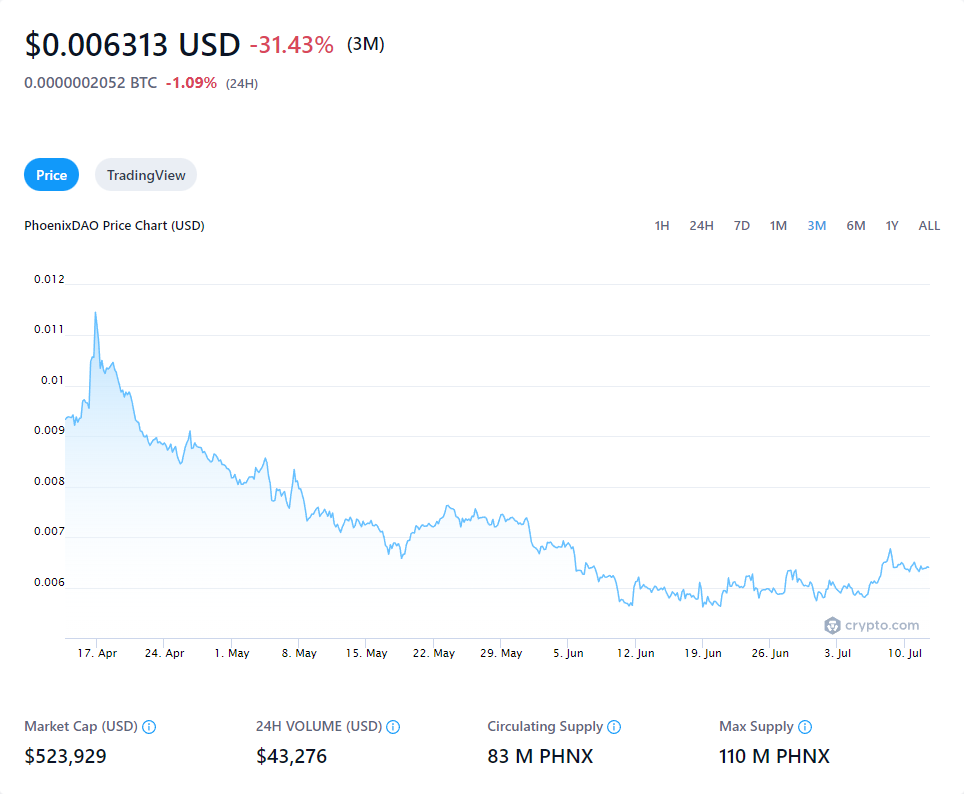 $0.006313 USD -31.43% (3M)
0.0000002052 BTC -1.09% (24H)
Price TradingView
PhoenixDAO Price Chart (USD) 1H 24H 7D 1M 3M 6M 1Y ALL
0.012
0.011
0.01
0.009
0.008
0.007
0.006
crypto.com
17. Apr 24. Apr 1. May 8. May 15. May 22. May 29. May 5. Jun 12. Jun 19. Jun 26. Jun 3. Jul 10. Jul
Market Cap (USD) 24H VOLUME (USD) Circulating Supply Max Supply
$523,929 $43,276 83 M PHNX 110 M PHNX